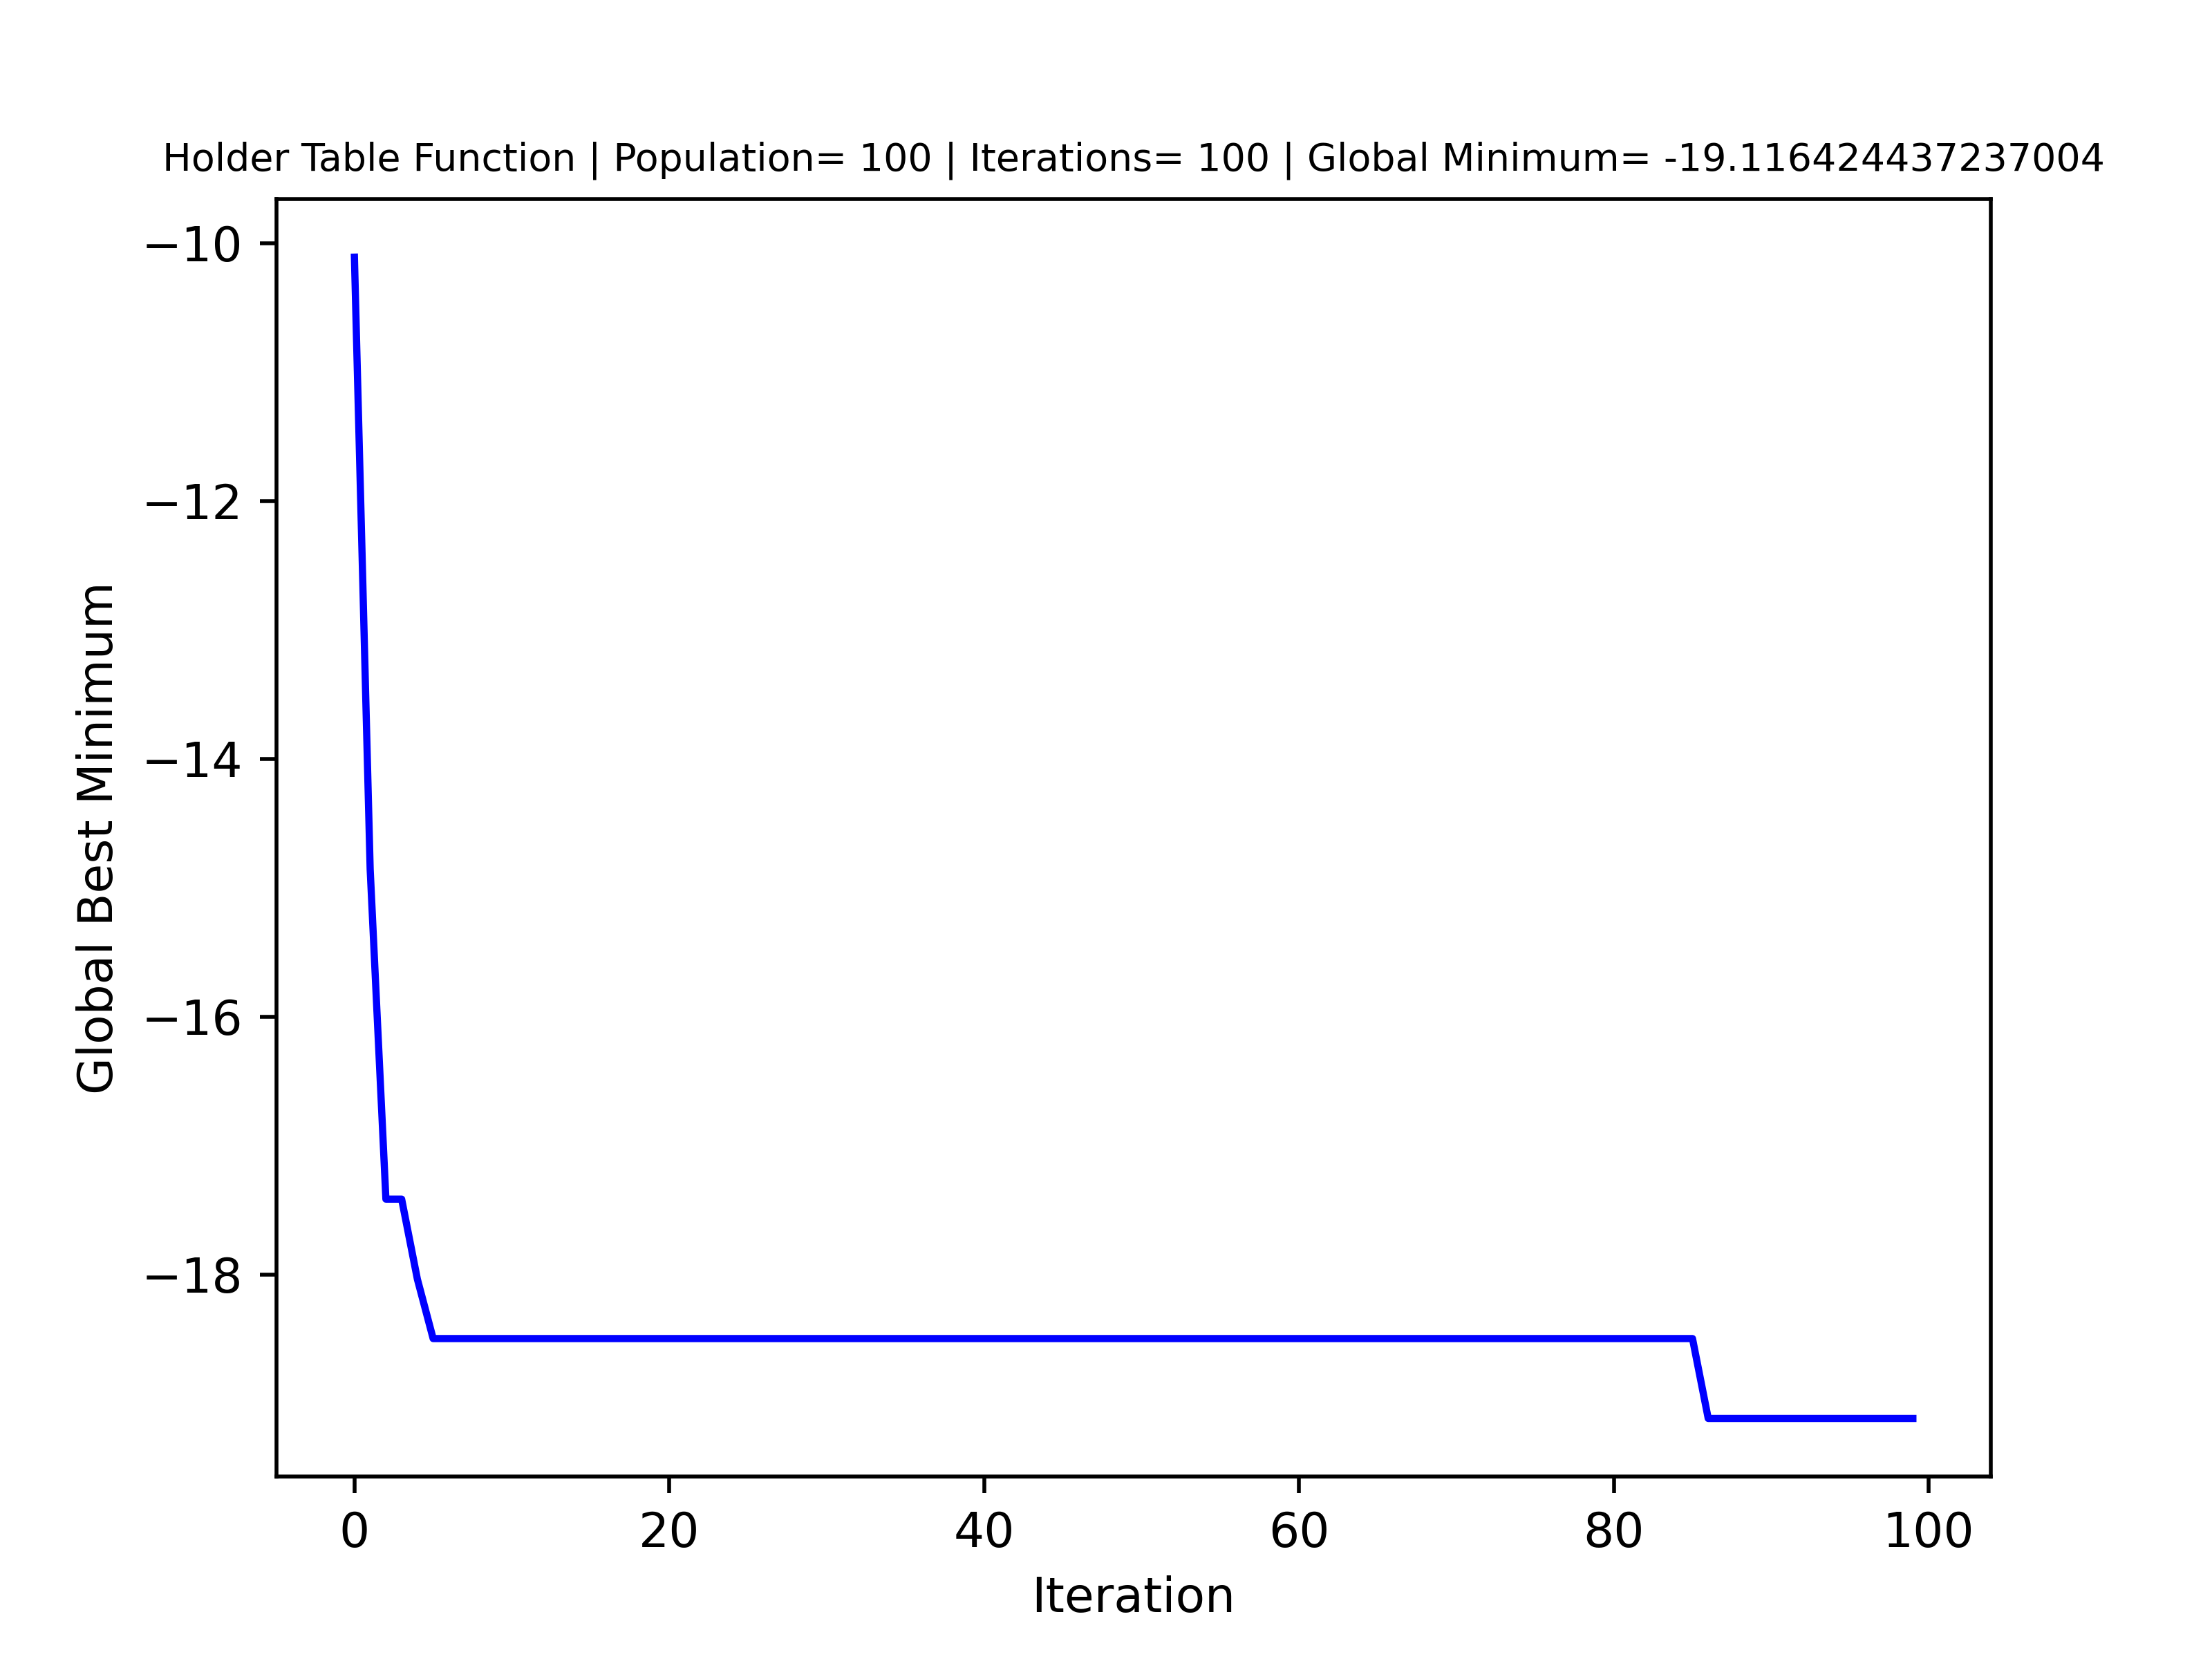 Holder Table Function | Population= 100 | Iterations= 100 | Global Minimum= -19.116424437237004
−10
−12
−14
−16
−18
Global Best Minimum
0 20 40 60 80 100
Iteration